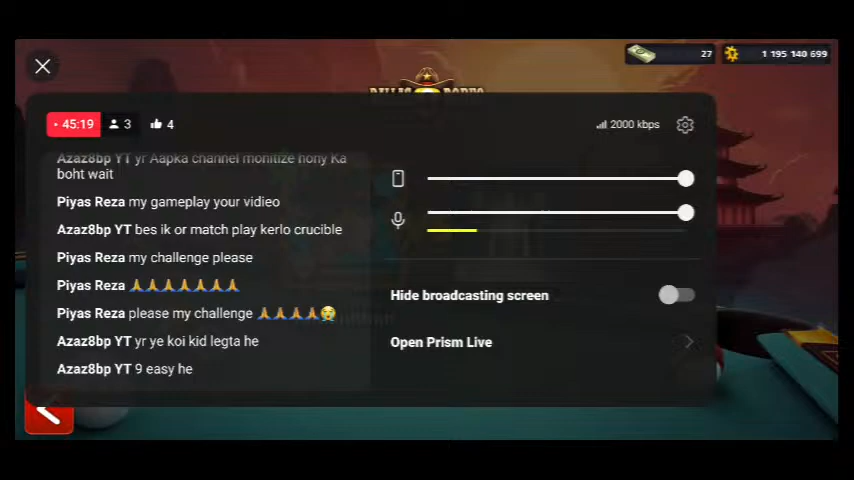 27
1 195 140 699
45:19
3
4
2000 kbps
Azaz8bp YT yr Aapka channel monitize hony Ka
boht wait
Piyas Reza my gameplay your vidieo
Azaz8bp YT bes ik or match play kerlo crucible
Piyas Reza my challenge please
Piyas Reza 🙏🙏🙏🙏🙏🙏🙏
Piyas Reza please my challenge 🙏🙏🙏🙏😭
Azaz8bp YT yr ye koi kid legta he
Azaz8bp YT 9 easy he
Hide broadcasting screen
Open Prism Live